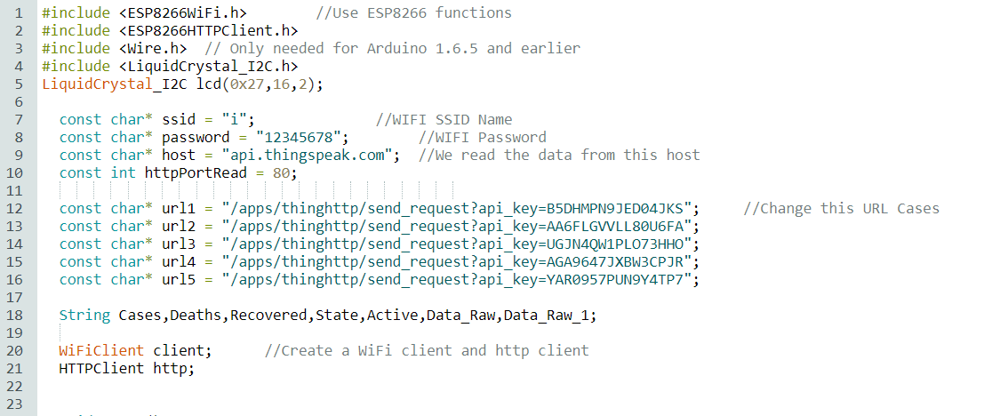 1 #include <ESP8266WiFi.h> //Use ESP8266 functions
2 #include <ESP8266HTTPClient.h>
3 #include <Wire.h> // Only needed for Arduino 1.6.5 and earlier
4 #include <LiquidCrystal_I2C.h>
5 LiquidCrystal_I2C lcd(0x27,16,2);
6
7 const char* ssid = "i"; //WIFI SSID Name
8 const char* password = "12345678"; //WIFI Password
9 const char* host = "api.thingspeak.com"; //We read the data from this host
10 const int httpPortRead = 80;
11
12 const char* url1 = "/apps/thinghttp/send_request?api_key=B5DHMPN9JED04JKS"; //Change this URL Cases
13 const char* url2 = "/apps/thinghttp/send_request?api_key=AA6FLGVVLL80U6FA";
14 const char* url3 = "/apps/thinghttp/send_request?api_key=UGJN4QW1PLO73HHO";
15 const char* url4 = "/apps/thinghttp/send_request?api_key=AGA9647JXBW3CPJR";
16 const char* url5 = "/apps/thinghttp/send_request?api_key=YAR0957PUN9Y4TP7";
17
18 String Cases,Deaths,Recovered,State,Active,Data_Raw,Data_Raw_1;
19
20 WiFiClient client; //Create a WiFi client and http client
21 HTTPClient http;
22
23